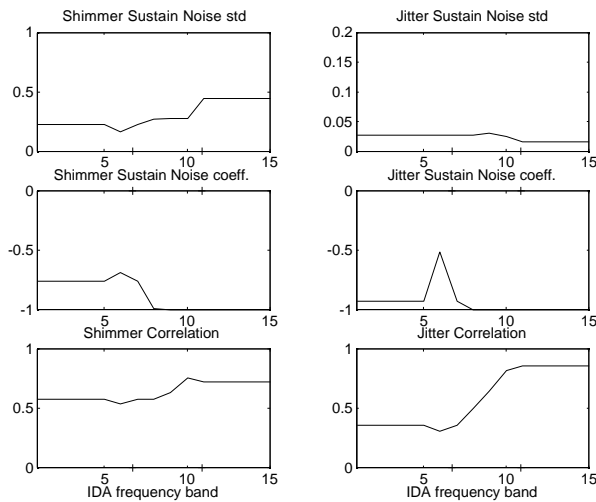 Shimmer Sustain Noise std
Jitter Sustain Noise std
1
0.5
0
5 10 15
0.2
0.15
0.1
0.05
0
5 10 15
Shimmer Sustain Noise coeff.
Jitter Sustain Noise coeff.
0
-0.5
-1
5 10 15
0
-0.5
-1
5 10 15
Shimmer Correlation
Jitter Correlation
1
0.5
0
5 10 15
IDA frequency band
1
0.5
0
5 10 15
IDA frequency band